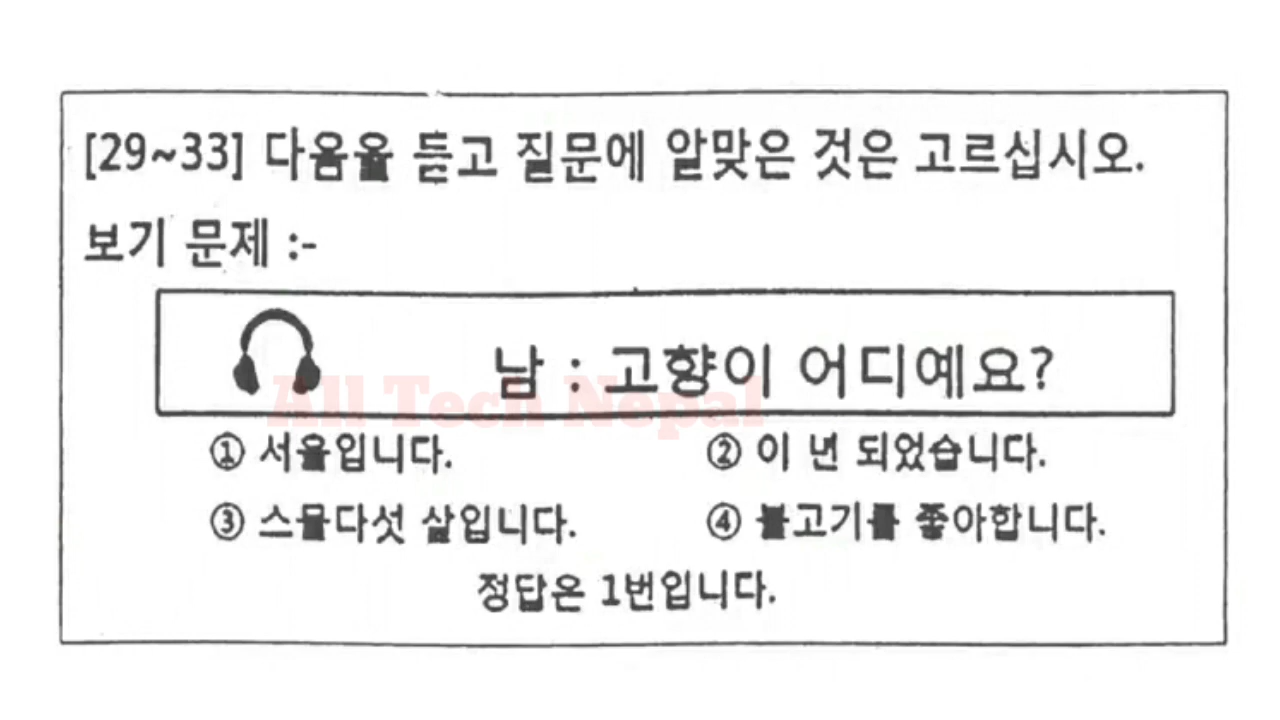 [29~33] 다음을 듣고 질문에 알맞은 것은 고르십시오.
보기 문제 :-
남 : 고향이 어디예요?
All Tech Nepal
① 서울입니다. ② 이 년 되었습니다.
③ 스물다섯 살입니다. ④ 불고기를 좋아합니다.
정답은 1번입니다.